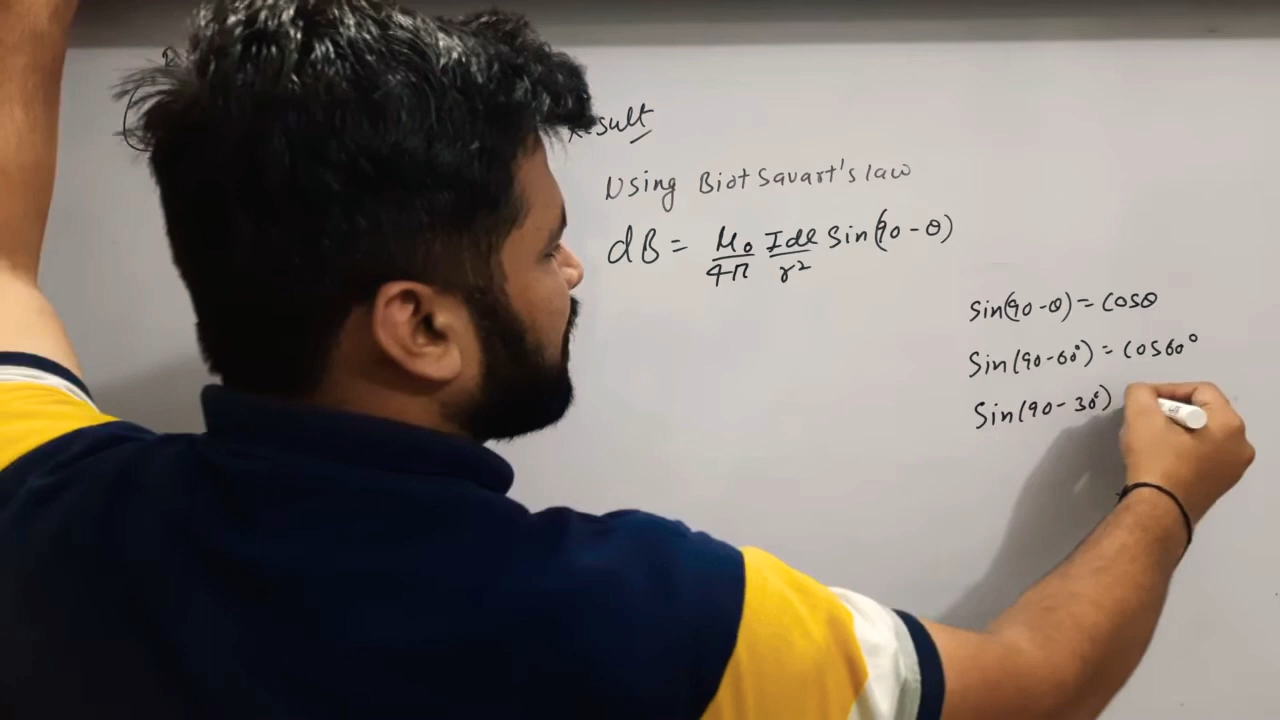 Using Biot Savart's law
dB = μ₀/4π Idl/r² Sin(90 - θ)
Sin(90 - θ) = Cosθ
Sin(90 - 60°) = Cos60°
Sin(90 - 30°)